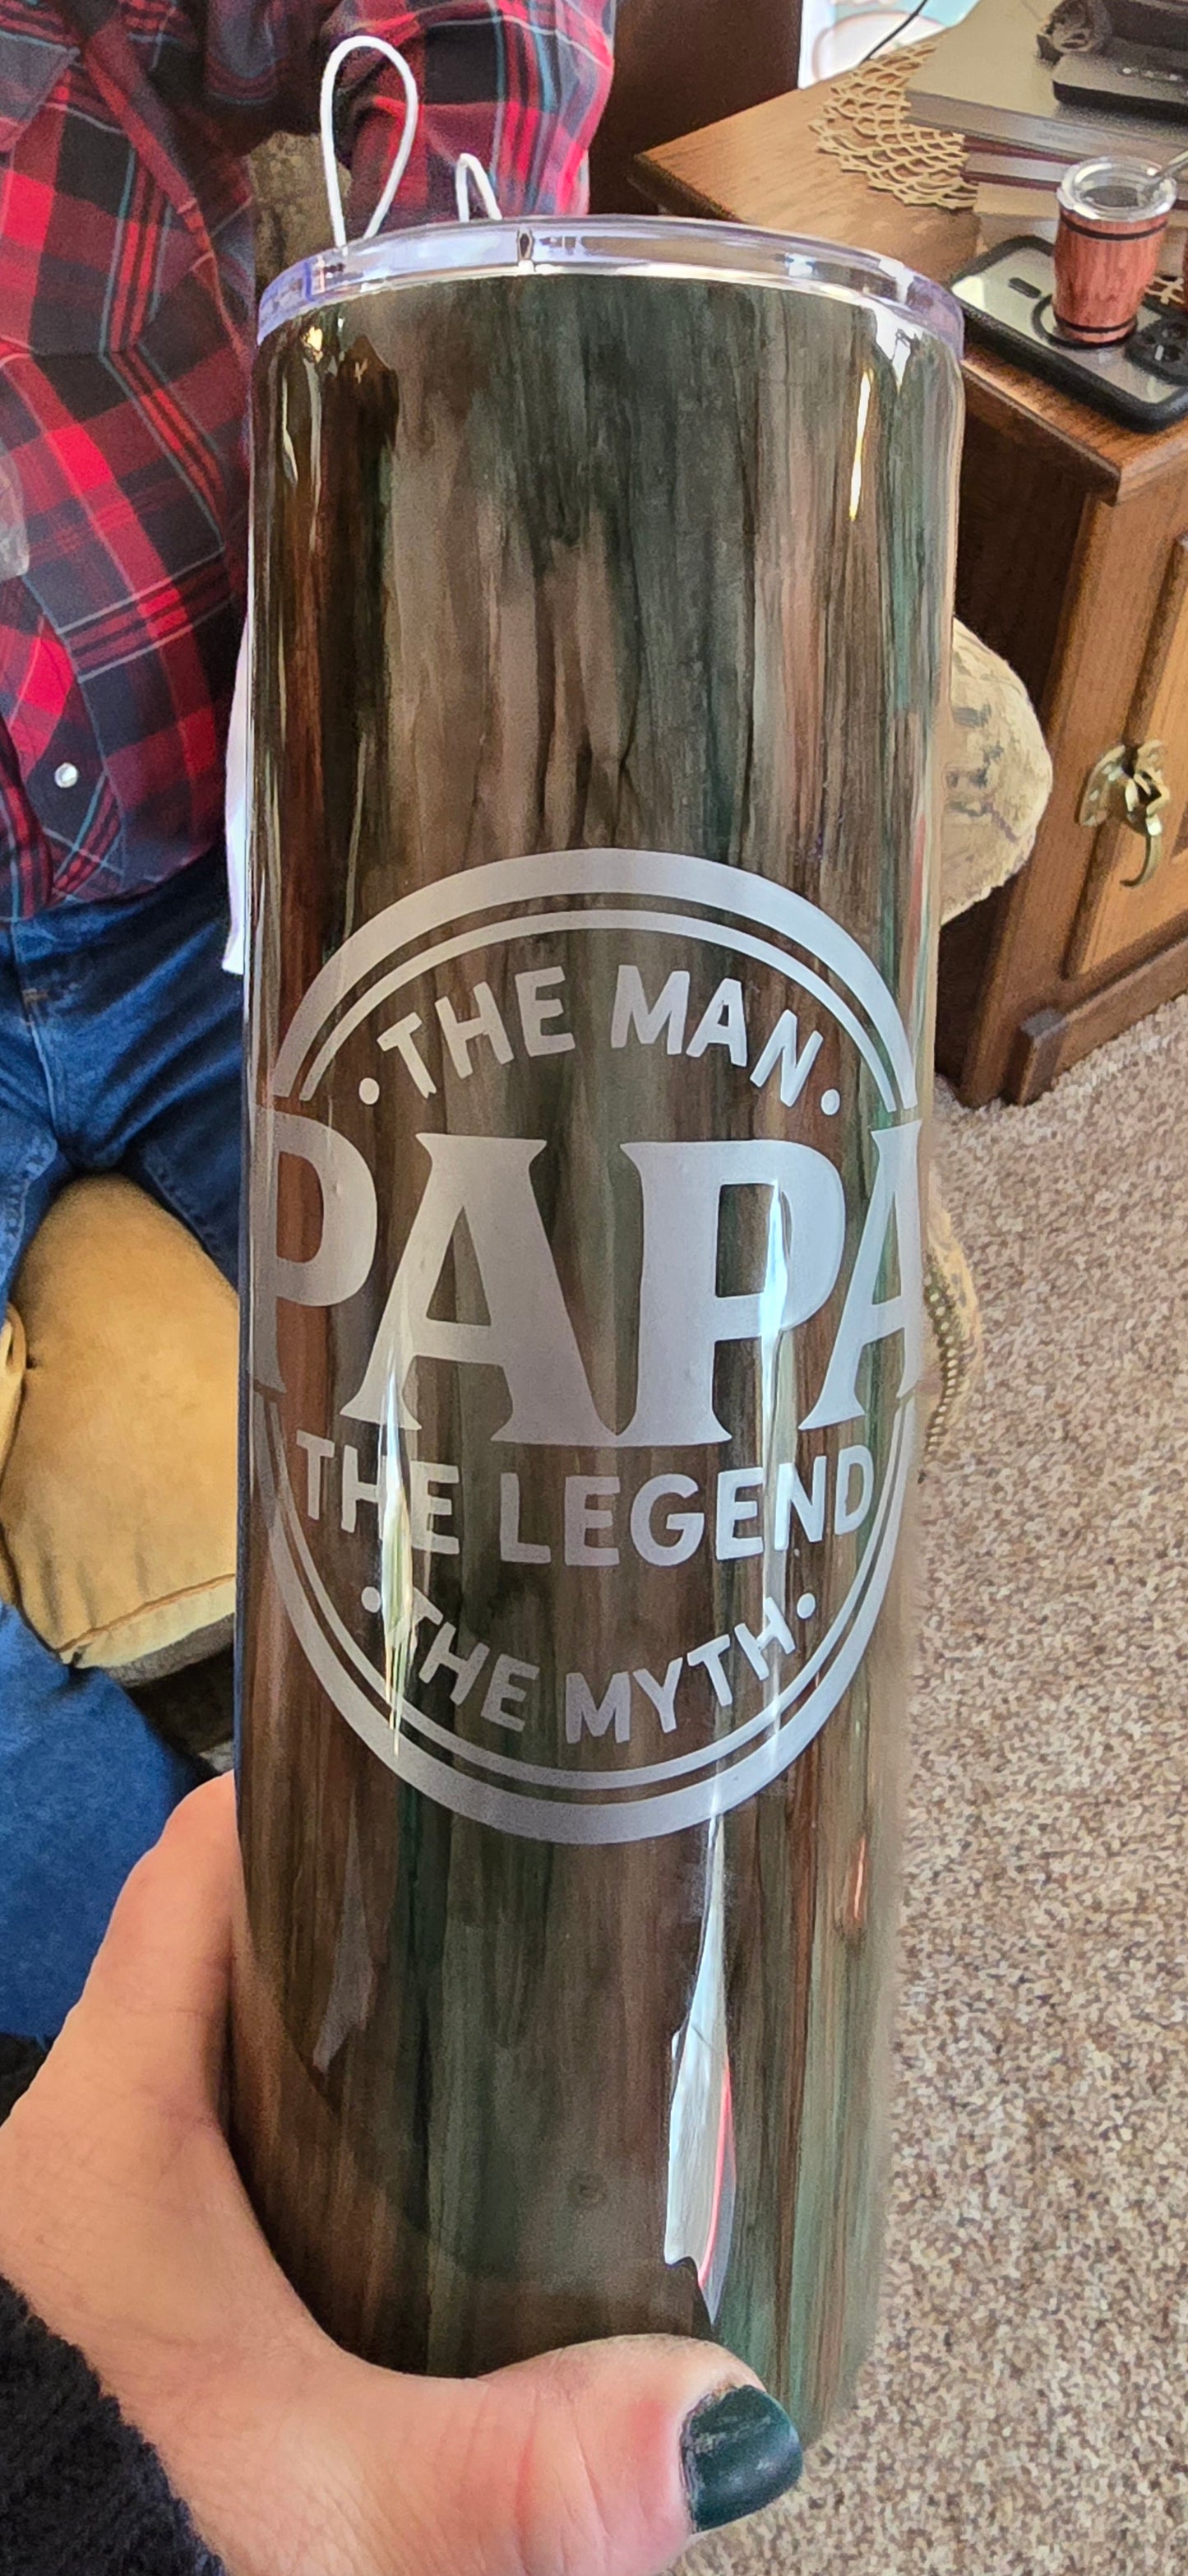 • THE MAN •
PAPA
THE LEGEND
• THE MYTH •